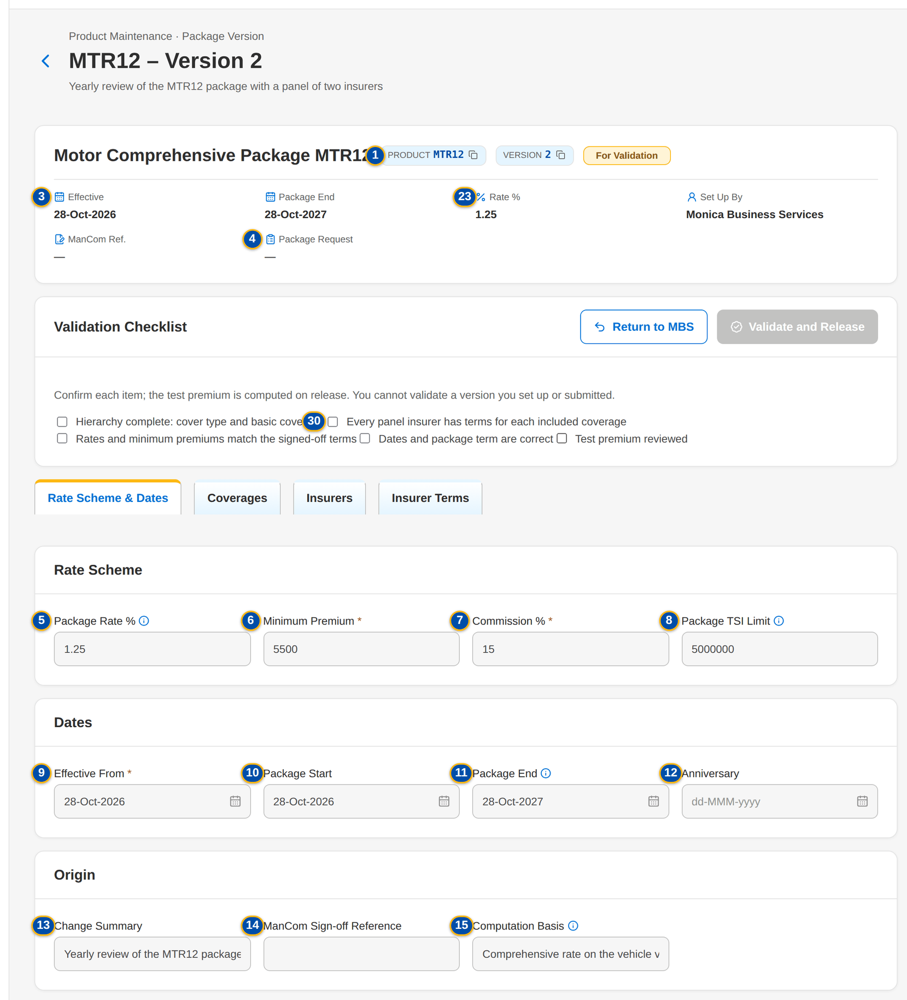 Product Maintenance · Package Version
MTR12 – Version 2
Yearly review of the MTR12 package with a panel of two insurers
Motor Comprehensive Package MTR12 1 PRODUCT MTR12 VERSION 2 For Validation
3 Effective Package End 23 Rate % Set Up By
28-Oct-2026 28-Oct-2027 1.25 Monica Business Services
ManCom Ref. 4 Package Request
— —
Validation Checklist Return to MBS Validate and Release
Confirm each item; the test premium is computed on release. You cannot validate a version you set up or submitted.
Hierarchy complete: cover type and basic cove 30 Every panel insurer has terms for each included coverage
Rates and minimum premiums match the signed-off terms Dates and package term are correct Test premium reviewed
Rate Scheme & Dates Coverages Insurers Insurer Terms
Rate Scheme
5 Package Rate % 6 Minimum Premium * 7 Commission % * 8 Package TSI Limit
1.25 5500 15 5000000
Dates
9 Effective From * 10 Package Start 11 Package End 12 Anniversary
28-Oct-2026 28-Oct-2026 28-Oct-2027 dd-MMM-yyyy
Origin
13 Change Summary 14 ManCom Sign-off Reference 15 Computation Basis
Yearly review of the MTR12 package Comprehensive rate on the vehicle v